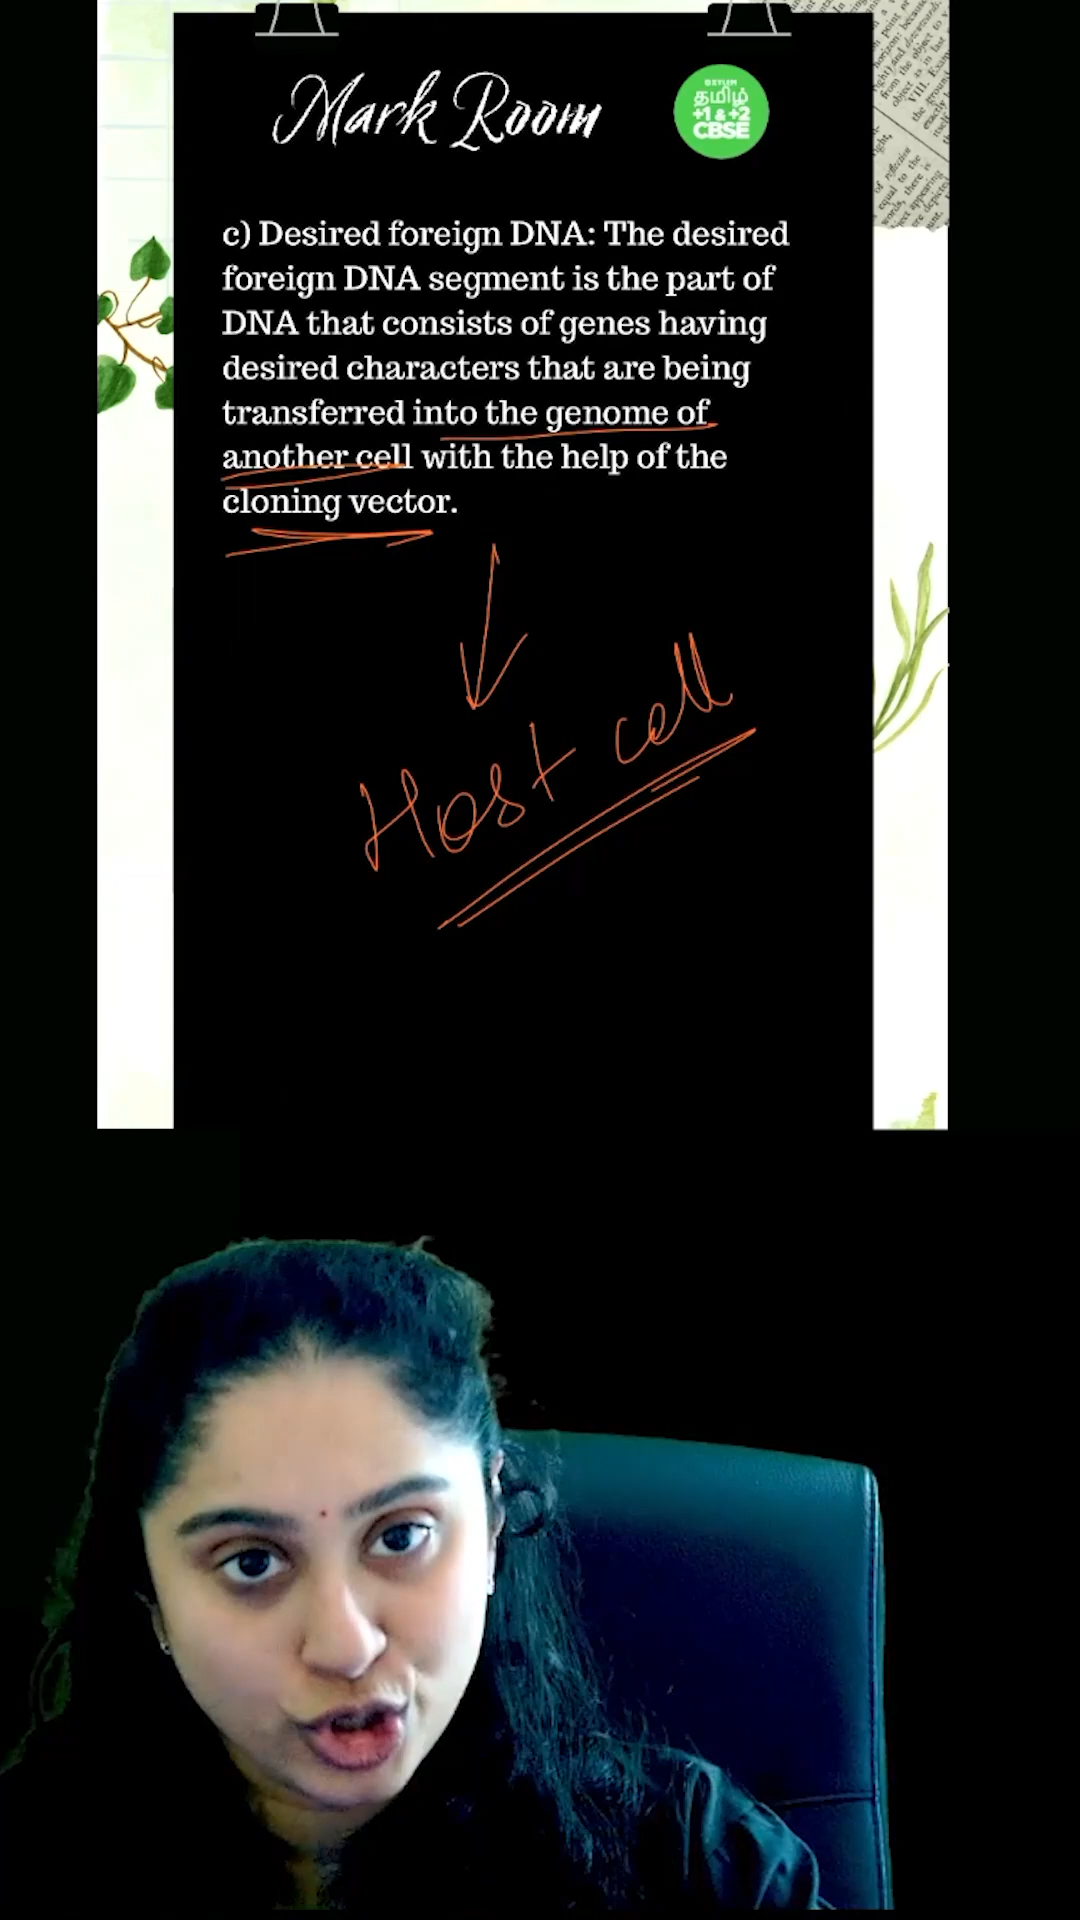 Mark Room
EXYLEM
தமிழ்
+1 & +2
CBSE
c) Desired foreign DNA: The desired
foreign DNA segment is the part of
DNA that consists of genes having
desired characters that are being
transferred into the genome of
another cell with the help of the
cloning vector.
Host cell